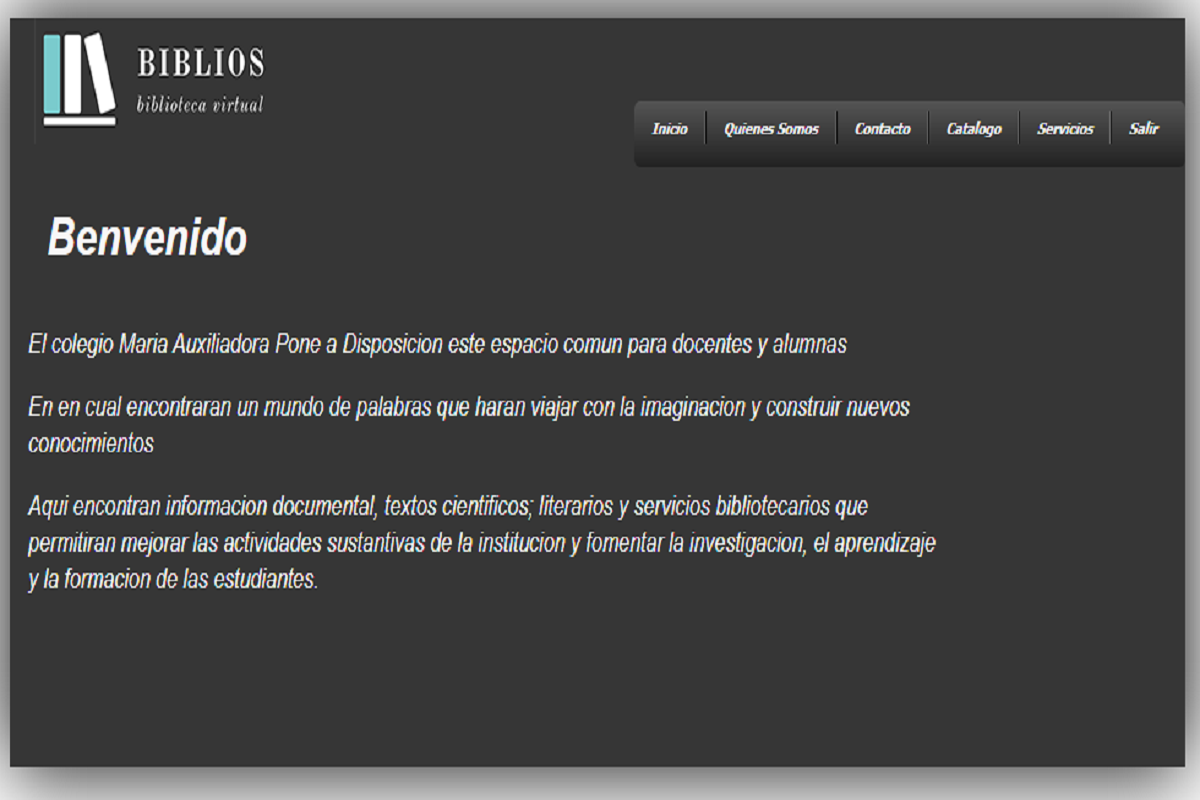 BIBLIOS
biblioteca virtual
Inicio Quienes Somos Contacto Catalogo Servicios Salir
Benvenido
El colegio Maria Auxiliadora Pone a Disposicion este espacio comun para docentes y alumnas
En en cual encontraran un mundo de palabras que haran viajar con la imaginacion y construir nuevos
conocimientos
Aqui encontran informacion documental, textos cientificos; literarios y servicios bibliotecarios que
permitiran mejorar las actividades sustantivas de la institucion y fomentar la investigacion, el aprendizaje
y la formacion de las estudiantes.